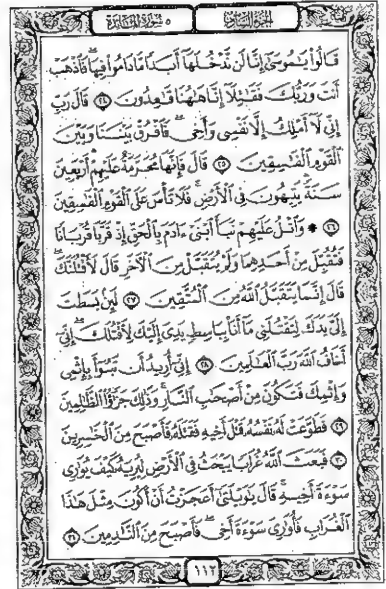 الجزء السادس ٥ سورة المائدة
قَالُوا۟ يَٰمُوسَىٰٓ إِنَّا لَن نَّدْخُلَهَآ أَبَدًا مَّا دَامُوا۟ فِيهَا ۖ فَٱذْهَبْ
أَنتَ وَرَبُّكَ فَقَٰتِلَآ إِنَّا هَٰهُنَا قَٰعِدُونَ ٢٤ قَالَ رَبِّ
إِنِّى لَآ أَمْلِكُ إِلَّا نَفْسِى وَأَخِى ۖ فَٱفْرُقْ بَيْنَنَا وَبَيْنَ
ٱلْقَوْمِ ٱلْفَٰسِقِينَ ٢٥ قَالَ فَإِنَّهَا مُحَرَّمَةٌ عَلَيْهِمْ أَرْبَعِينَ
سَنَةً ۛ يَتِيهُونَ فِى ٱلْأَرْضِ ۚ فَلَا تَأْسَ عَلَى ٱلْقَوْمِ ٱلْفَٰسِقِينَ
٢٦ ۞ وَٱتْلُ عَلَيْهِمْ نَبَأَ ٱبْنَىْ ءَادَمَ بِٱلْحَقِّ إِذْ قَرَّبَا قُرْبَانًا
فَتُقُبِّلَ مِنْ أَحَدِهِمَا وَلَمْ يُتَقَبَّلْ مِنَ ٱلْءَاخَرِ قَالَ لَأَقْتُلَنَّكَ ۖ
قَالَ إِنَّمَا يَتَقَبَّلُ ٱللَّهُ مِنَ ٱلْمُتَّقِينَ ٢٧ لَئِنۢ بَسَطتَ
إِلَىَّ يَدَكَ لِتَقْتُلَنِى مَآ أَنَا۠ بِبَاسِطٍ يَدِىَ إِلَيْكَ لِأَقْتُلَكَ ۖ إِنِّىٓ
أَخَافُ ٱللَّهَ رَبَّ ٱلْعَٰلَمِينَ ٢٨ إِنِّىٓ أُرِيدُ أَن تَبُوٓأَ بِإِثْمِى
وَإِثْمِكَ فَتَكُونَ مِنْ أَصْحَٰبِ ٱلنَّارِ ۚ وَذَٰلِكَ جَزَٰٓؤُا۟ ٱلظَّٰلِمِينَ
٢٩ فَطَوَّعَتْ لَهُۥ نَفْسُهُۥ قَتْلَ أَخِيهِ فَقَتَلَهُۥ فَأَصْبَحَ مِنَ ٱلْخَٰسِرِينَ
٣٠ فَبَعَثَ ٱللَّهُ غُرَابًا يَبْحَثُ فِى ٱلْأَرْضِ لِيُرِيَهُۥ كَيْفَ يُوَٰرِى
سَوْءَةَ أَخِيهِ ۚ قَالَ يَٰوَيْلَتَىٰٓ أَعَجَزْتُ أَنْ أَكُونَ مِثْلَ هَٰذَا
ٱلْغُرَابِ فَأُوَٰرِىَ سَوْءَةَ أَخِى ۖ فَأَصْبَحَ مِنَ ٱلنَّٰدِمِينَ ٣١
١١٢